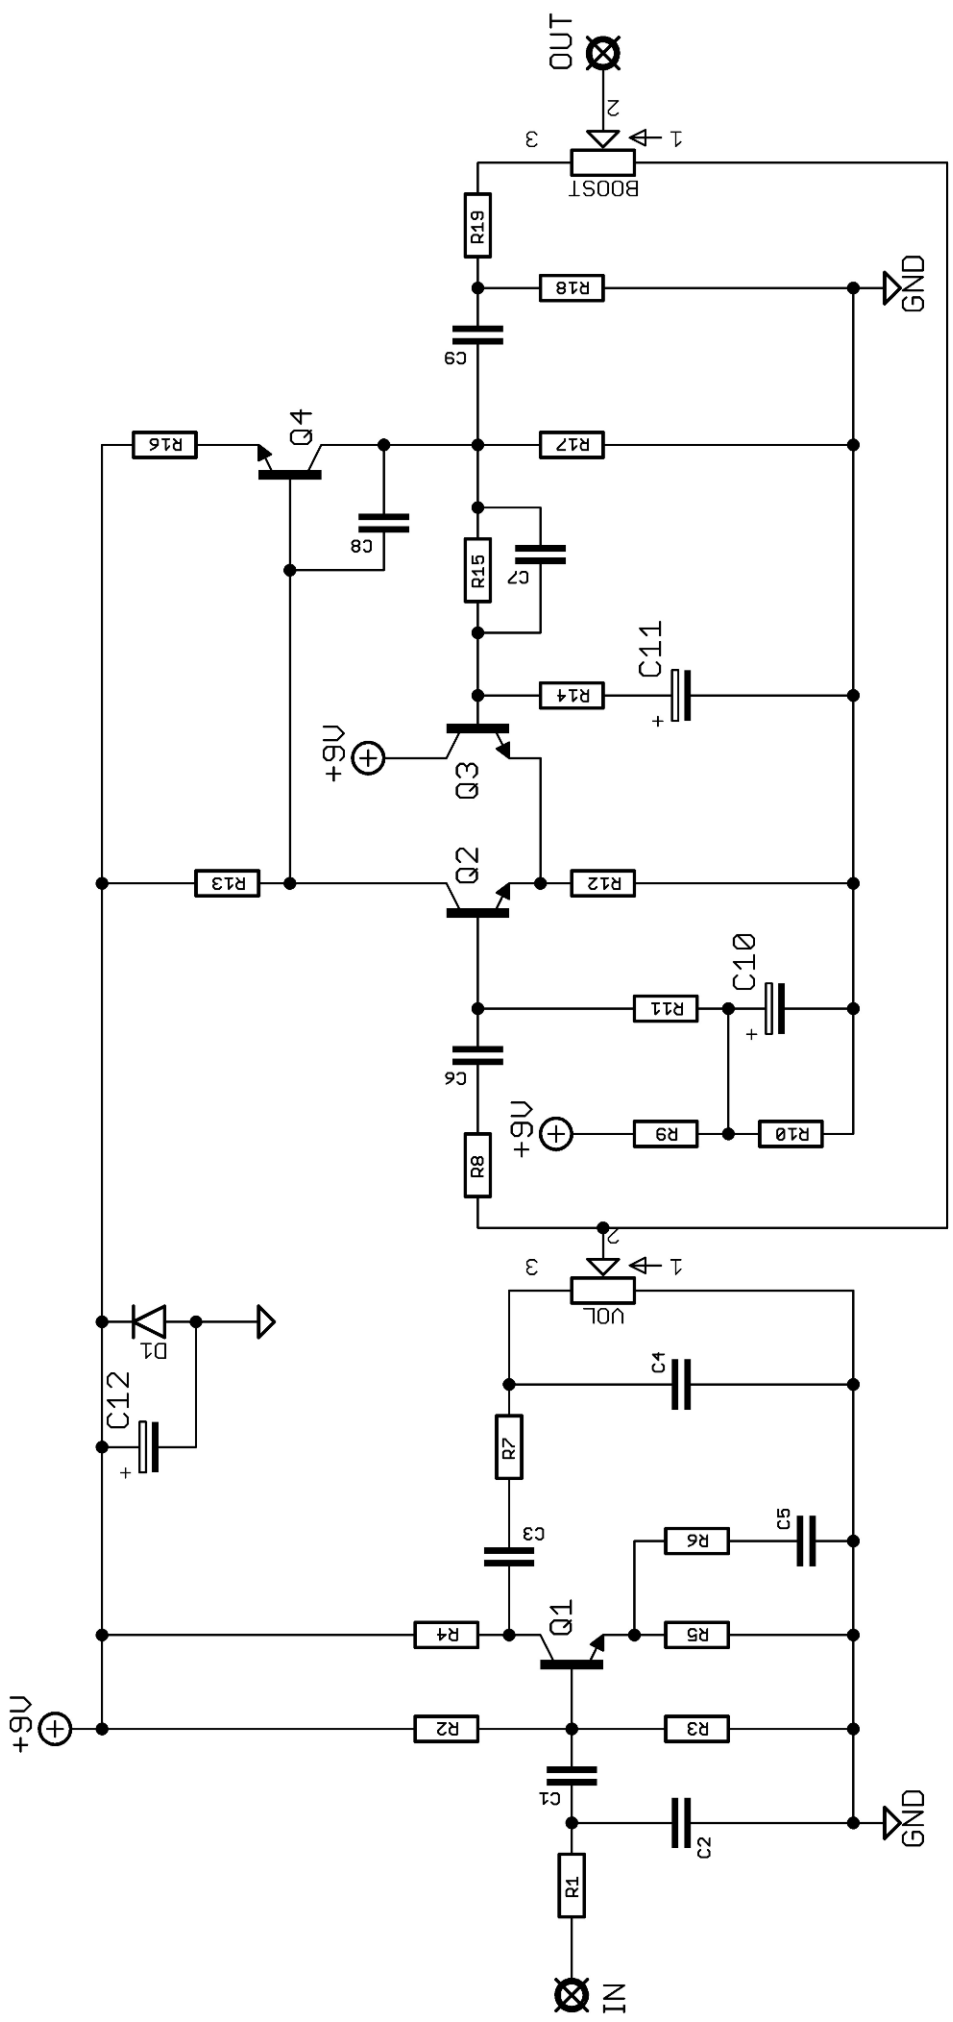 +9V
GND
IN
R1
C2
C1
R2
R3
R4
Q1
R5
R6
C5
C3
R7
C4
+
C12
D1
VOL
3
2
1
R8
C6
+9V
R9
R10
R11
+
C10
R13
Q2
R12
Q3
+9V
R14
+
C11
R15
C7
C8
R16
Q4
R17
C9
R18
GND
R19
BOOST
3
2
1
OUT